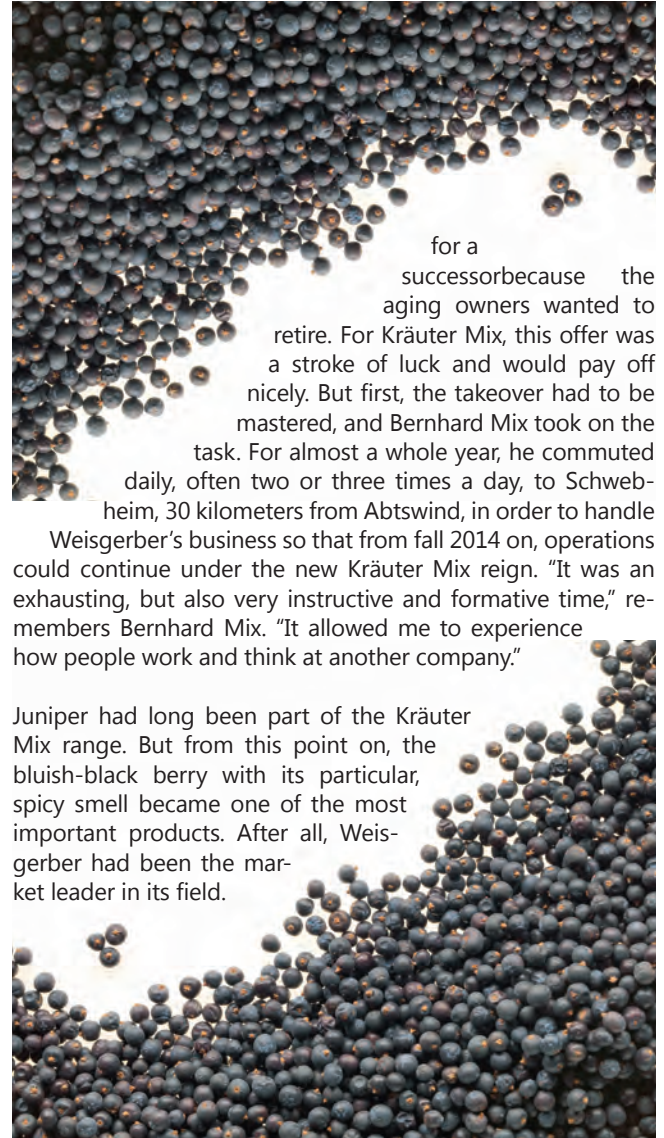 for a
successorbecause the
aging owners wanted to
retire. For Kräuter Mix, this offer was
a stroke of luck and would pay off
nicely. But first, the takeover had to be
mastered, and Bernhard Mix took on the
task. For almost a whole year, he commuted
daily, often two or three times a day, to Schweb-
heim, 30 kilometers from Abtswind, in order to handle
Weisgerber’s business so that from fall 2014 on, operations
could continue under the new Kräuter Mix reign. “It was an
exhausting, but also very instructive and formative time,” re-
members Bernhard Mix. “It allowed me to experience
how people work and think at another company.”
Juniper had long been part of the Kräuter
Mix range. But from this point on, the
bluish-black berry with its particular,
spicy smell became one of the most
important products. After all, Weis-
gerber had been the mar-
ket leader in its field.